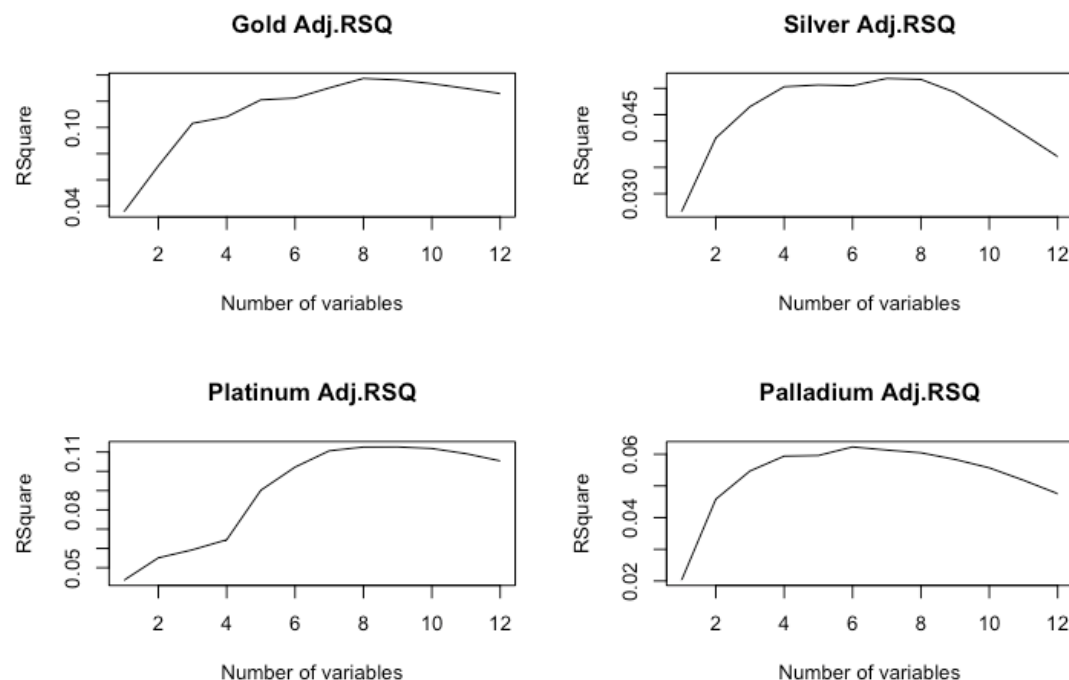 Gold Adj.RSQ
RSquare
0.04
0.10
2 4 6 8 10 12
Number of variables
Silver Adj.RSQ
RSquare
0.030
0.045
2 4 6 8 10 12
Number of variables
Platinum Adj.RSQ
RSquare
0.05
0.08
0.11
2 4 6 8 10 12
Number of variables
Palladium Adj.RSQ
RSquare
0.02
0.04
0.06
2 4 6 8 10 12
Number of variables